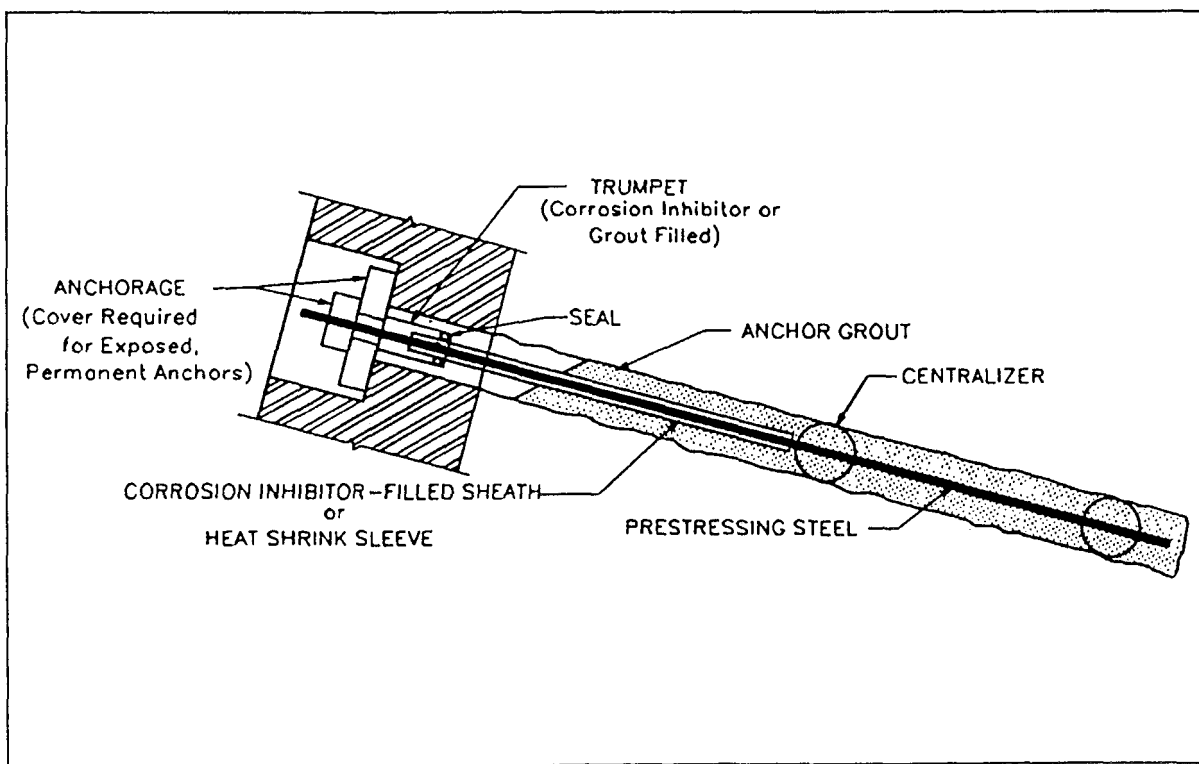 TRUMPET
(Corrosion Inhibitor or
Grout Filled)
ANCHORAGE
(Cover Required
for Exposed,
Permanent Anchors)
SEAL
ANCHOR GROUT
CENTRALIZER
CORROSION INHIBITOR-FILLED SHEATH
or
HEAT SHRINK SLEEVE
PRESTRESSING STEEL